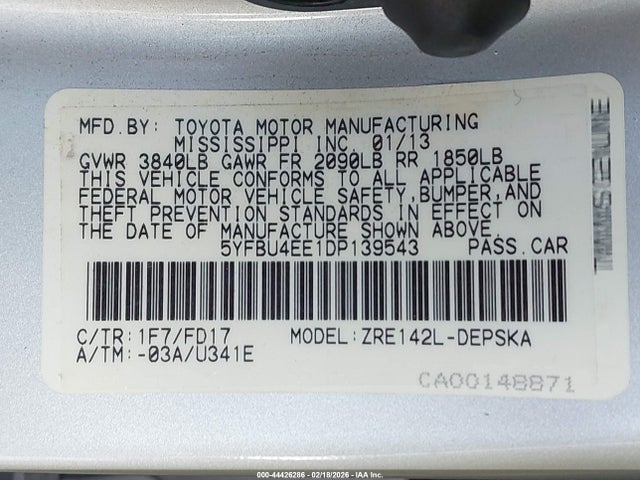 MFD.BY: TOYOTA MOTOR MANUFACTURING
MISSISSIPPI INC. 01/13
GVWR 3840LB GAWR FR 2090LB RR 1850LB
THIS VEHICLE CONFORMS TO ALL APPLICABLE
FEDERAL MOTOR VEHICLE SAFETY,BUMPER,AND
THEFT PREVENTION STANDARDS IN EFFECT ON
THE DATE OF MANUFACTURE SHOWN ABOVE.
5YFBU4EE1DP139543 PASS.CAR
C/TR:1F7/FD17 MODEL:ZRE142L-DEPSKA
A/TM:-03A/U341E
CA00148871
000-44426286 - 02/18/2026 - IAA Inc.